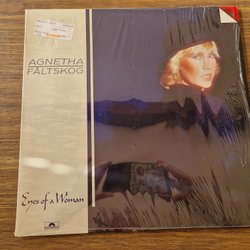 AGNETHA
FÄLTSKOG
Eyes of a Woman